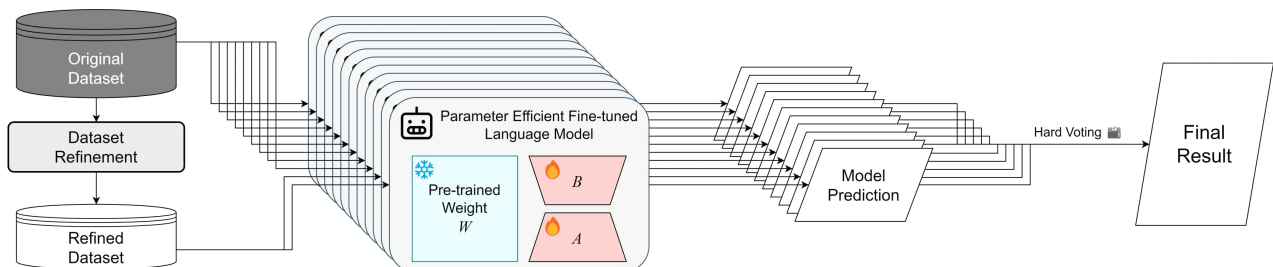 Original
Dataset
Dataset
Refinement
Refined
Dataset
Parameter Efficient Fine-tuned
Language Model
Pre-trained
Weight
W
B
A
Model
Prediction
Hard Voting
Final
Result